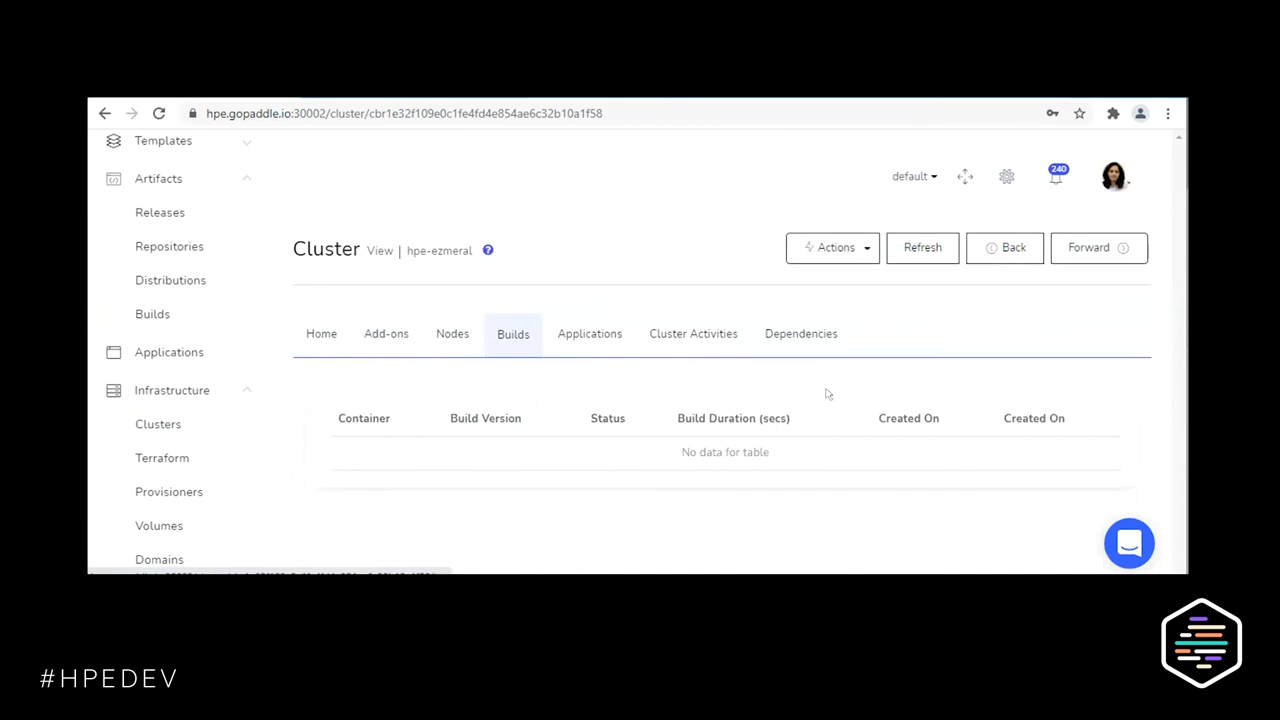 hpe.gopaddle.io:30002/cluster/cbr1e32f109e0c1fe4fd4e854ae6c32b10a1f58
Templates
Artifacts
Releases
Repositories
Distributions
Builds
Applications
Infrastructure
Clusters
Terraform
Provisioners
Volumes
Domains
default
240
Cluster View | hpe-ezmeral ?
Actions Refresh Back Forward
Home Add-ons Nodes Builds Applications Cluster Activities Dependencies
Container Build Version Status Build Duration (secs) Created On Created On
No data for table
#HPEDEV